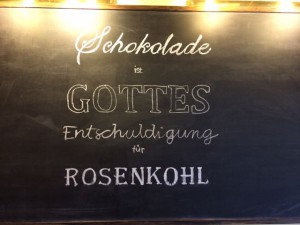 Schokolade
ist
GOTTES
Entschuldigung
für
ROSENKOHL